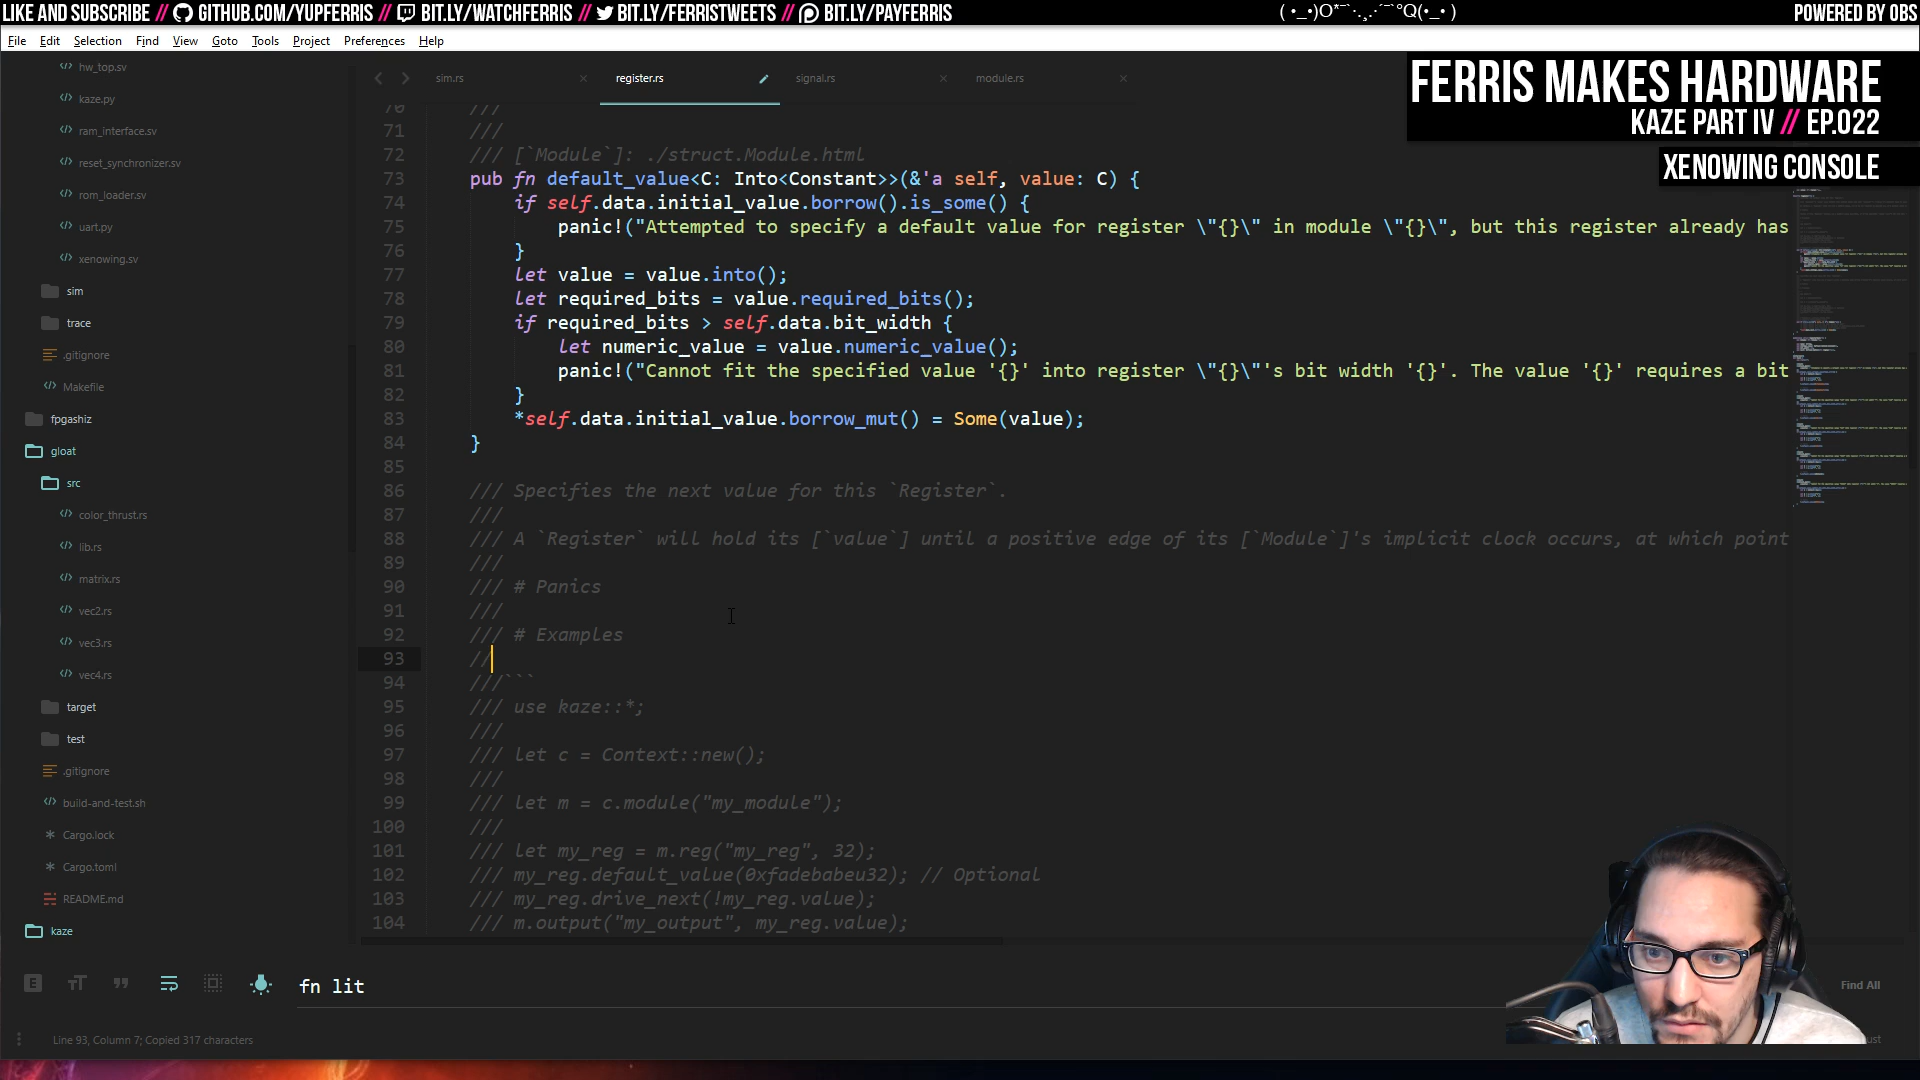 LIKE AND SUBSCRIBE // GITHUB.COM/YUPFERRIS // BIT.LY/WATCHFERRIS // BIT.LY/FERRISTWEETS // BIT.LY/PAYFERRIS
POWERED BY OBS
File Edit Selection Find View Goto Tools Project Preferences Help
FERRIS MAKES HARDWARE
KAZE PART IV // EP.022
XENOWING CONSOLE
hw_top.sv
kaze.py
ram_interface.sv
reset_synchronizer.sv
rom_loader.sv
uart.py
xenowing.sv
sim
trace
.gitignore
Makefile
fpgashiz
gloat
src
color_thrust.rs
lib.rs
matrix.rs
vec2.rs
vec3.rs
vec4.rs
target
test
.gitignore
build-and-test.sh
Cargo.lock
Cargo.toml
README.md
kaze
sim.rs register.rs signal.rs module.rs
70 ///
71 ///
72 /// [`Module`]: ./struct.Module.html
73 pub fn default_value<C: Into<Constant>>(&'a self, value: C) {
74 if self.data.initial_value.borrow().is_some() {
75 panic!("Attempted to specify a default value for register \"{}\" in module \"{}\", but this register already has
76 }
77 let value = value.into();
78 let required_bits = value.required_bits();
79 if required_bits > self.data.bit_width {
80 let numeric_value = value.numeric_value();
81 panic!("Cannot fit the specified value '{}' into register \"{}\"'s bit width '{}'. The value '{}' requires a bit
82 }
83 *self.data.initial_value.borrow_mut() = Some(value);
84 }
85
86 /// Specifies the next value for this `Register`.
87 ///
88 /// A `Register` will hold its [`value`] until a positive edge of its [`Module`]'s implicit clock occurs, at which point
89 ///
90 /// # Panics
91 ///
92 /// # Examples
93 //
94 ///```
95 /// use kaze::*;
96 ///
97 /// let c = Context::new();
98 ///
99 /// let m = c.module("my_module");
100 ///
101 /// let my_reg = m.reg("my_reg", 32);
102 /// my_reg.default_value(0xfadebabeu32); // Optional
103 /// my_reg.drive_next(!my_reg.value);
104 /// m.output("my_output", my_reg.value);
fn lit
Find All
Line 93, Column 7; Copied 317 characters